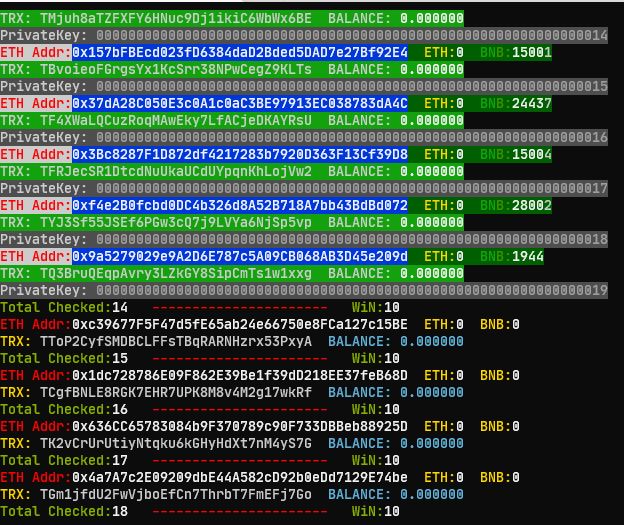 TRX: TMjuh8aTZFXFY6HNuc9Dj1ikiC6WbWx6BE BALANCE: 0.000000
PrivateKey: 0000000000000000000000000000000000000000000000000000000000000014
ETH Addr:0x157bFBEcd023fD6384daD2Bded5DAD7e27Bf92E4 ETH:0 BNB:15001
TRX: TBvoieoFGrgsYx1KcSrr38NPwCegZ9KLTs BALANCE: 0.000000
PrivateKey: 0000000000000000000000000000000000000000000000000000000000000015
ETH Addr:0x37dA28C050E3c0A1c0aC3BE97913EC038783dA4C ETH:0 BNB:24437
TRX: TF4XWaLQCuzRoqMAwEky7LfACjeDKAYRsU BALANCE: 0.000000
PrivateKey: 0000000000000000000000000000000000000000000000000000000000000016
ETH Addr:0x3Bc8287F1D872df4217283b7920D363F13Cf39D8 ETH:0 BNB:15004
TRX: TFRJecSR1DtcdNuUkaUCdUYpqnKhLojVw2 BALANCE: 0.000000
PrivateKey: 0000000000000000000000000000000000000000000000000000000000000017
ETH Addr:0xf4e2B0fcbd0DC4b326d8A52B718A7bb43BdBd072 ETH:0 BNB:28002
TRX: TYJ3Sf55JSEf6PGw3cQ7j9LVYa6NjSp5vp BALANCE: 0.000000
PrivateKey: 0000000000000000000000000000000000000000000000000000000000000018
ETH Addr:0x9a5279029e9A2D6E787c5A09CB068AB3D45e209d ETH:0 BNB:1944
TRX: TQ3BruQEqpAvry3LZkGY8SipCmTs1w1xxg BALANCE: 0.000000
PrivateKey: 0000000000000000000000000000000000000000000000000000000000000019
Total Checked:14 ---------------------- WiN:10
ETH Addr:0xc39677F5F47d5fE65ab24e66750e8FCa127c15BE ETH:0 BNB:0
TRX: TToP2CyfSMDBCLFFsTBqRARNHzrx53PxyA BALANCE: 0.000000
Total Checked:15 ---------------------- WiN:10
ETH Addr:0x1dc728786E09F862E39Be1f39dD218EE37feB68D ETH:0 BNB:0
TRX: TCgfBNLE8RGK7EHR7UPK8M8v4M2g17wkRf BALANCE: 0.000000
Total Checked:16 ---------------------- WiN:10
ETH Addr:0x636CC65783084b9F370789c90F733DBBeb88925D ETH:0 BNB:0
TRX: TK2vCrUrUtiyNtqku6kGHyHdXt7nM4yS7G BALANCE: 0.000000
Total Checked:17 ---------------------- WiN:10
ETH Addr:0x4a7A7c2E09209dbE44A582cD92b0eDd7129E74be ETH:0 BNB:0
TRX: TGm1jfdU2FwVjboEfCn7ThrbT7FmEFj7Go BALANCE: 0.000000
Total Checked:18 ---------------------- WiN:10